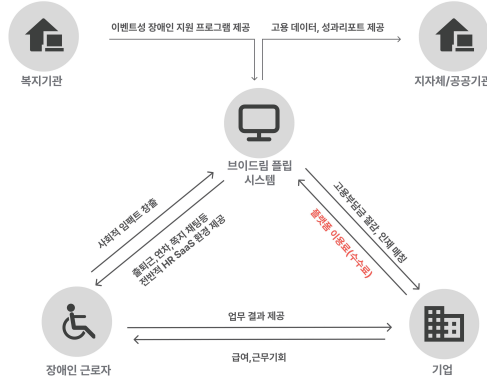 이벤트성 장애인 지원 프로그램 제공
고용 데이터, 성과리포트 제공
복지기관
지자체/공공기관
브이드림 플립
시스템
사회적 임팩트 창출
출퇴근, 연차, 쪽지 채팅등
전반적 HR SaaS 환경 제공
고용부담금 절감, 인재 매칭
플랫폼 이용료(수수료)
업무 결과 제공
급여,근무기회
장애인 근로자
기업